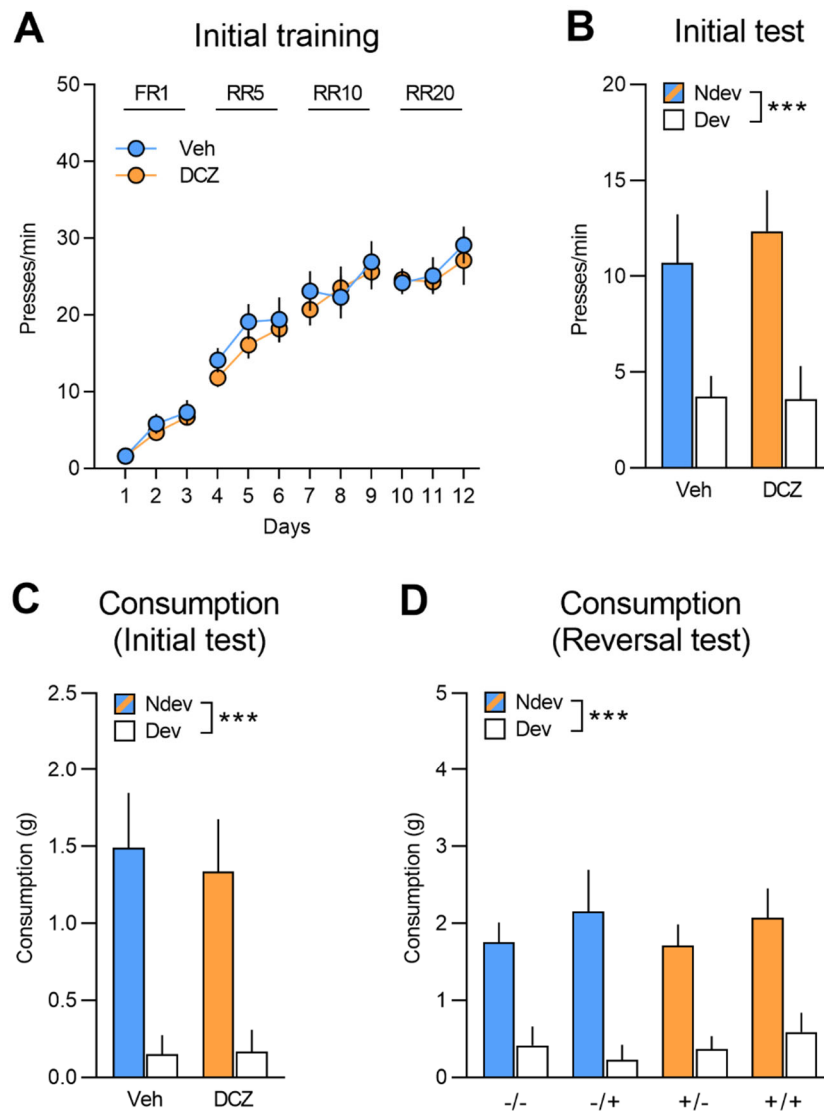 A
Initial training
50
40
30
20
10
0
Presses/min
FR1 RR5 RR10 RR20
Veh
DCZ
1 2 3 4 5 6 7 8 9 10 11 12
Days
B
Initial test
20
15
10
5
0
Presses/min
Ndev
Dev
***
Veh DCZ
C
Consumption
(Initial test)
2.5
2.0
1.5
1.0
0.5
0.0
Consumption (g)
Ndev
Dev
***
Veh DCZ
D
Consumption
(Reversal test)
5
4
3
2
1
0
Consumption (g)
Ndev
Dev
***
-/- -/+ +/- +/+